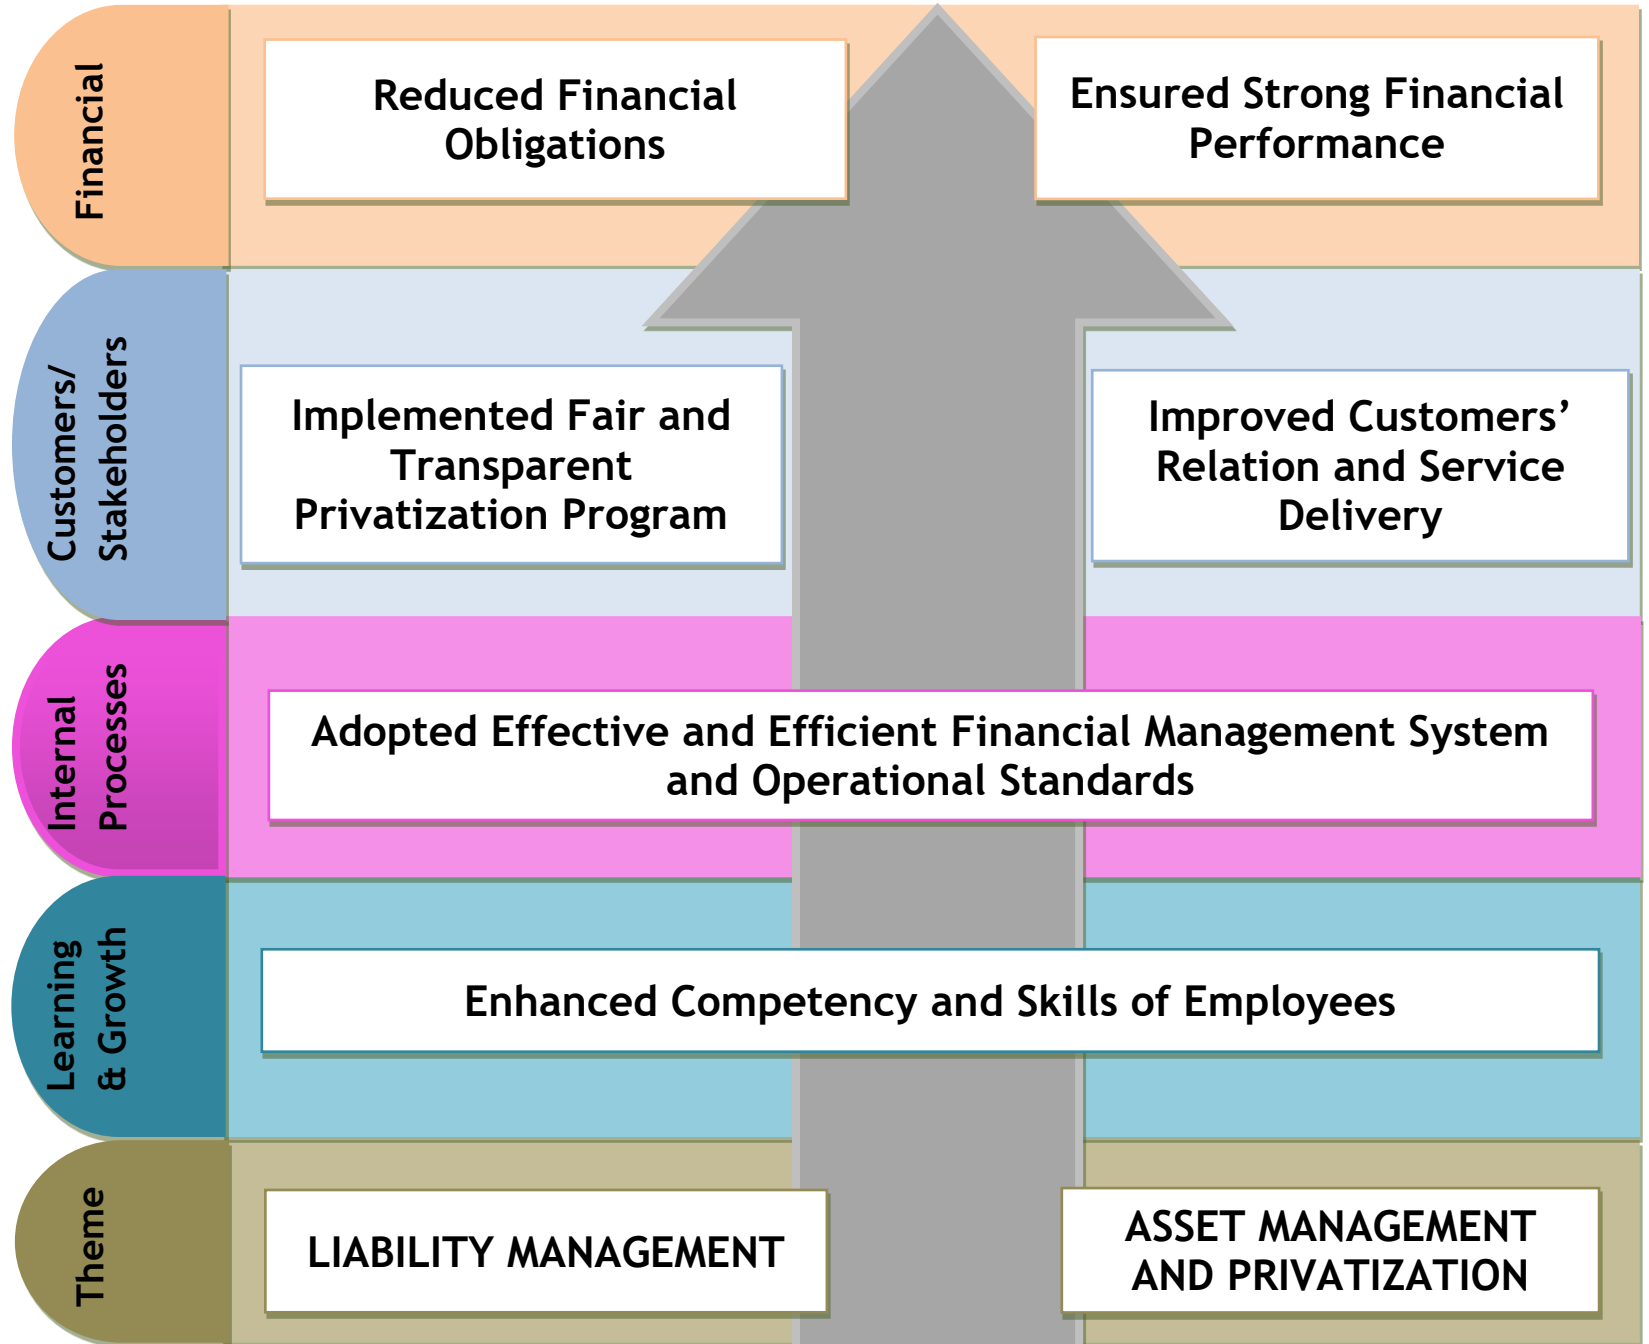 Financial
Reduced Financial
Obligations
Ensured Strong Financial
Performance
Customers/
Stakeholders
Implemented Fair and
Transparent
Privatization Program
Improved Customers’
Relation and Service
Delivery
Internal
Processes
Adopted Effective and Efficient Financial Management System
and Operational Standards
Learning
& Growth
Enhanced Competency and Skills of Employees
Theme
LIABILITY MANAGEMENT
ASSET MANAGEMENT
AND PRIVATIZATION